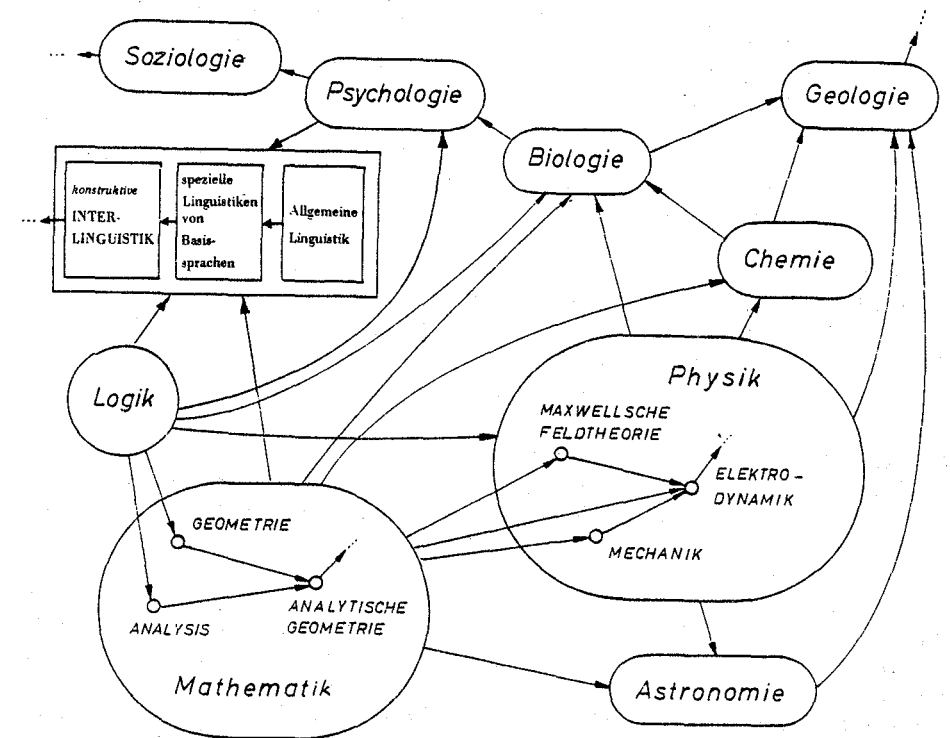 Soziologie
Psychologie
Geologie
Biologie
konstruktive
INTER-
LINGUISTIK
spezielle
Linguistiken
von
Basis-
sprachen
Allgemeine
Linguistik
Chemie
Logik
Physik
MAXWELLSCHE
FELDTHEORIE
ELEKTRO-
DYNAMIK
MECHANIK
GEOMETRIE
ANALYSIS
ANALYTISCHE
GEOMETRIE
Mathematik
Astronomie